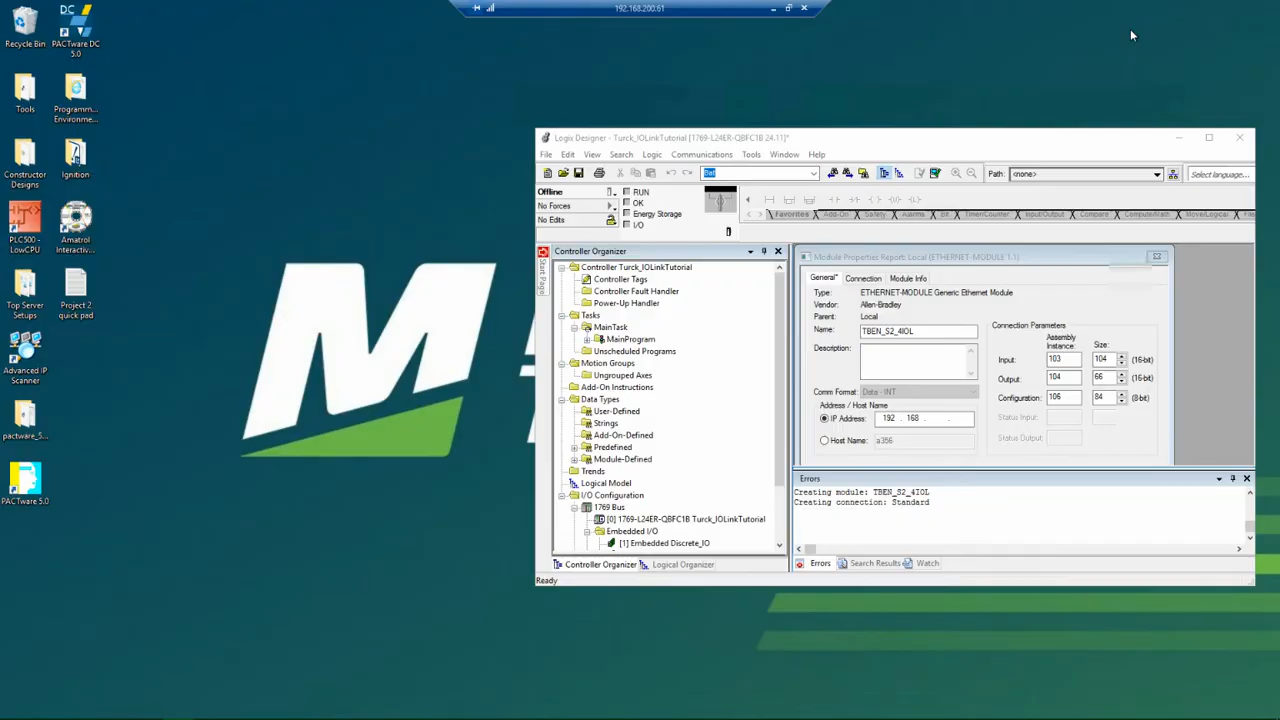 192.168.200.61
Recycle Bin
PACTware DC 5.0
Tools
Programm... Environme...
Constructor Designs
Ignition
PLC500 - LowCPU
Amatrol Interactiv...
Top Server Setups
Project 2 quick pad
Advanced IP Scanner
pactware_5...
PACTware 5.0
Logix Designer - Turck_IOLinkTutorial [1769-L24ER-QBFC1B 24.11]*
File Edit View Search Logic Communications Tools Window Help
Bat
Path: <none>
Select language...
Offline
RUN
No Forces
OK
Energy Storage
No Edits
I/O
Favorites Add-On Safety Alarms Bit Timer/Counter Input/Output Compare Compute/Math Move/Logical
Start Page
Controller Organizer
Controller Turck_IOLinkTutorial
Controller Tags
Controller Fault Handler
Power-Up Handler
Tasks
MainTask
MainProgram
Unscheduled Programs
Motion Groups
Ungrouped Axes
Add-On Instructions
Data Types
User-Defined
Strings
Add-On-Defined
Predefined
Module-Defined
Trends
Logical Model
I/O Configuration
1769 Bus
[0] 1769-L24ER-QBFC1B Turck_IOLinkTutorial
Embedded I/O
[1] Embedded Discrete_IO
Controller Organizer Logical Organizer
Module Properties Report: Local (ETHERNET-MODULE 1.1)
General* Connection Module Info
Type: ETHERNET-MODULE Generic Ethernet Module
Vendor: Allen-Bradley
Parent: Local
Name: TBEN_S2_4IOL
Description:
Comm Format: Data - INT
Address / Host Name
IP Address: 192 . 168 . .
Host Name: a356
Connection Parameters
Assembly Instance: Size:
Input: 103 104 (16-bit)
Output: 104 66 (16-bit)
Configuration: 106 84 (8-bit)
Status Input:
Status Output:
Errors
Creating module: TBEN_S2_4IOL
Creating connection: Standard
Errors Search Results Watch
Ready